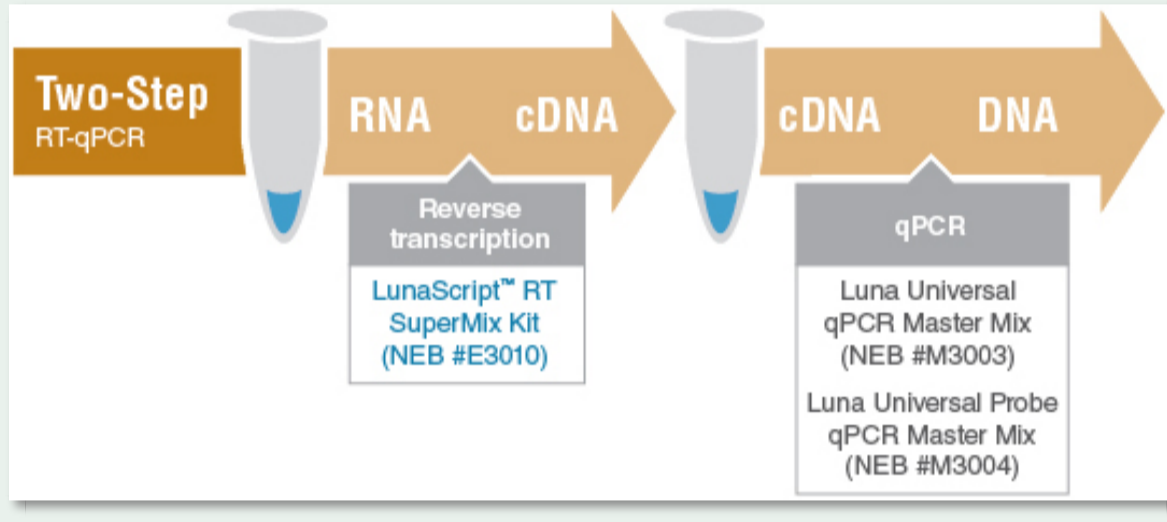 Two-Step
RT-qPCR
RNA
cDNA
cDNA
DNA
Reverse
transcription
LunaScript™ RT
SuperMix Kit
(NEB #E3010)
qPCR
Luna Universal
qPCR Master Mix
(NEB #M3003)
Luna Universal Probe
qPCR Master Mix
(NEB #M3004)